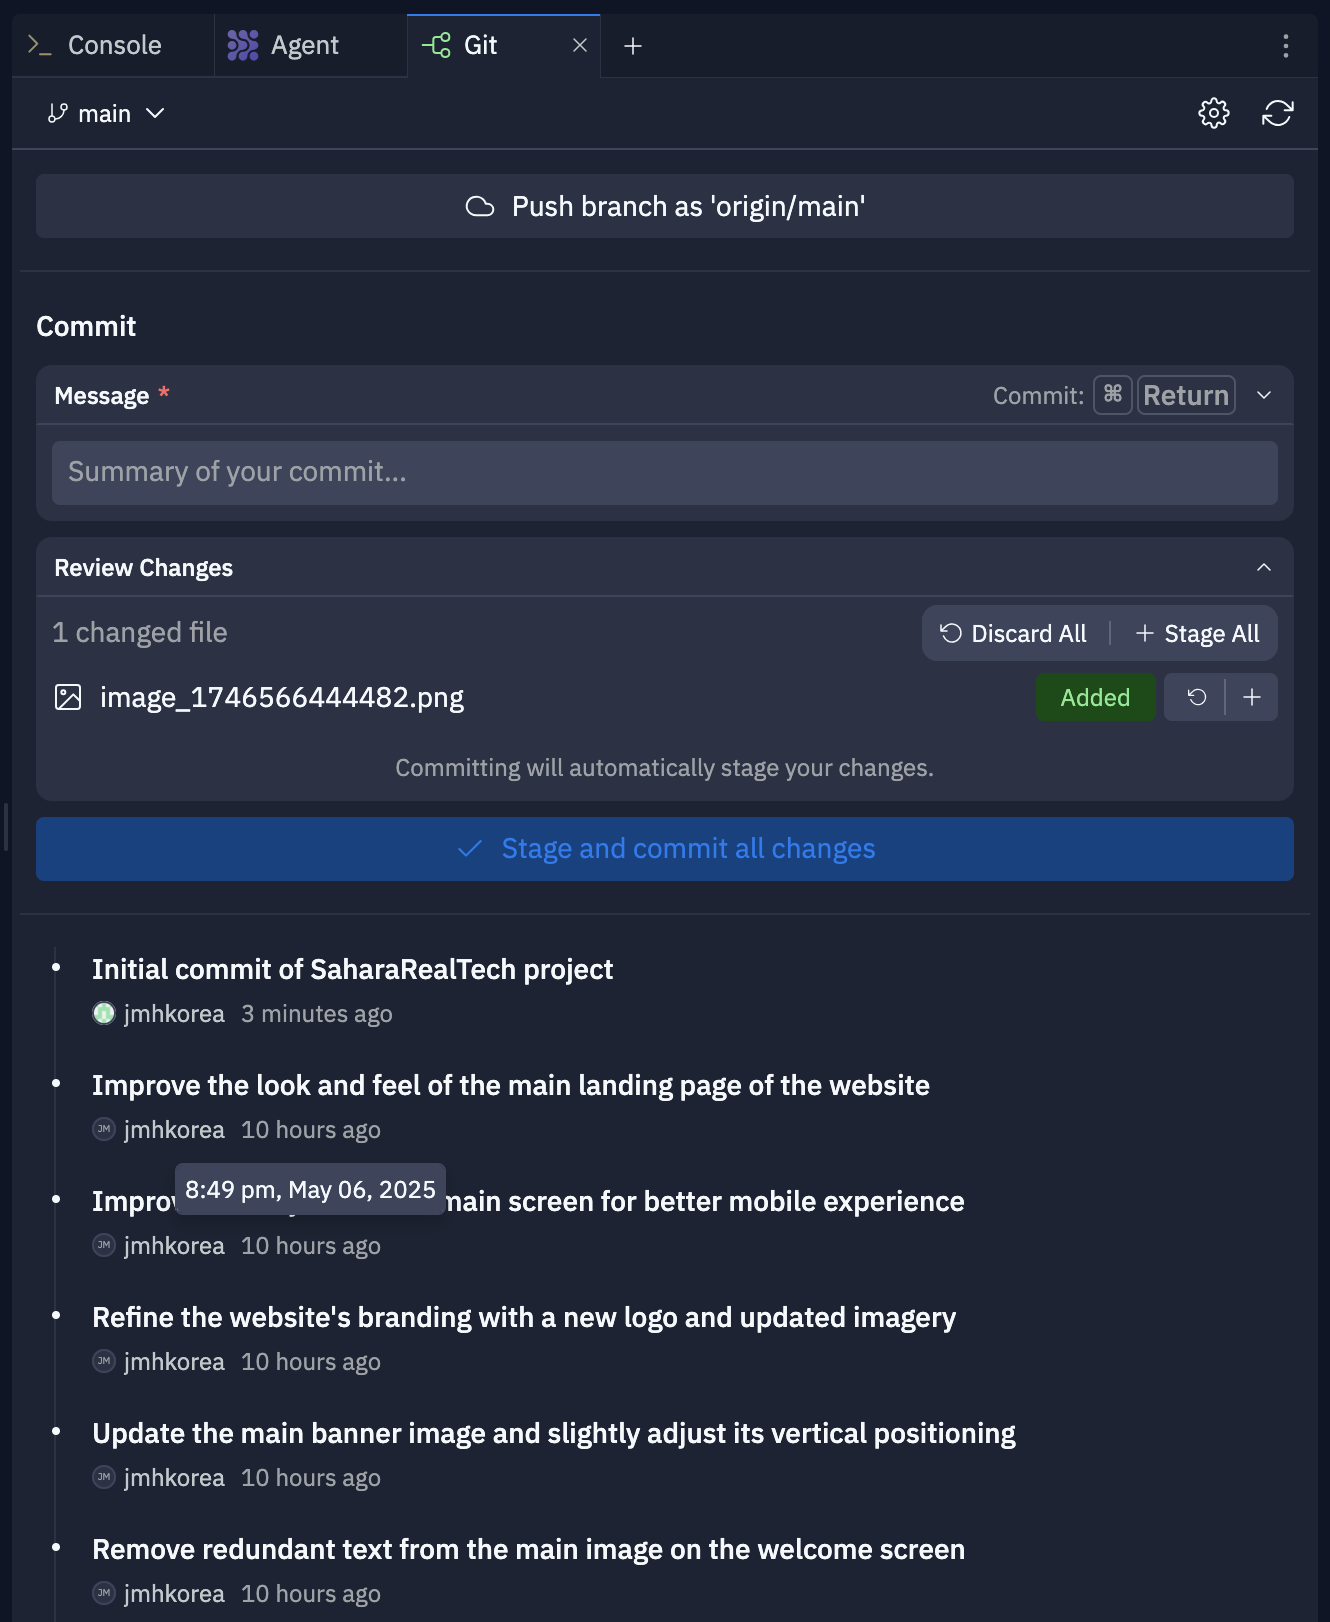 Console
Agent
Git
main
Push branch as 'origin/main'
Commit
Message *
Commit: ⌘ Return
Summary of your commit...
Review Changes
1 changed file
Discard All
Stage All
image_1746566444482.png
Added
Committing will automatically stage your changes.
Stage and commit all changes
Initial commit of SaharaRealTech project
jmhkorea 3 minutes ago
Improve the look and feel of the main landing page of the website
JM jmhkorea 10 hours ago
8:49 pm, May 06, 2025
main screen for better mobile experience
JM jmhkorea 10 hours ago
Refine the website's branding with a new logo and updated imagery
JM jmhkorea 10 hours ago
Update the main banner image and slightly adjust its vertical positioning
JM jmhkorea 10 hours ago
Remove redundant text from the main image on the welcome screen
JM jmhkorea 10 hours ago